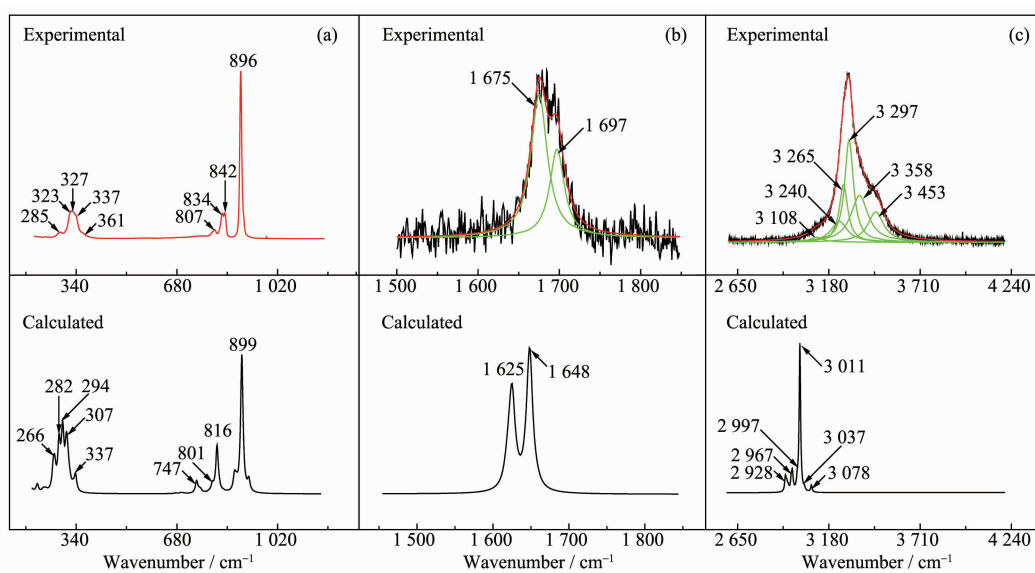 Experimental (a)
896
842
327
323
337
834
285
361
807
340 680 1 020
Experimental (b)
1 675
1 697
1 500 1 600 1 700 1 800
Experimental (c)
3 297
3 265
3 358
3 240
3 453
3 108
2 650 3 180 3 710 4 240
Calculated
899
282
294
307
266
816
337
801
747
340 680 1 020
Wavenumber / cm⁻¹
Calculated
1 625
1 648
1 500 1 600 1 700 1 800
Wavenumber / cm⁻¹
Calculated
3 011
2 997
3 037
2 967
2 928
3 078
2 650 3 180 3 710 4 240
Wavenumber / cm⁻¹